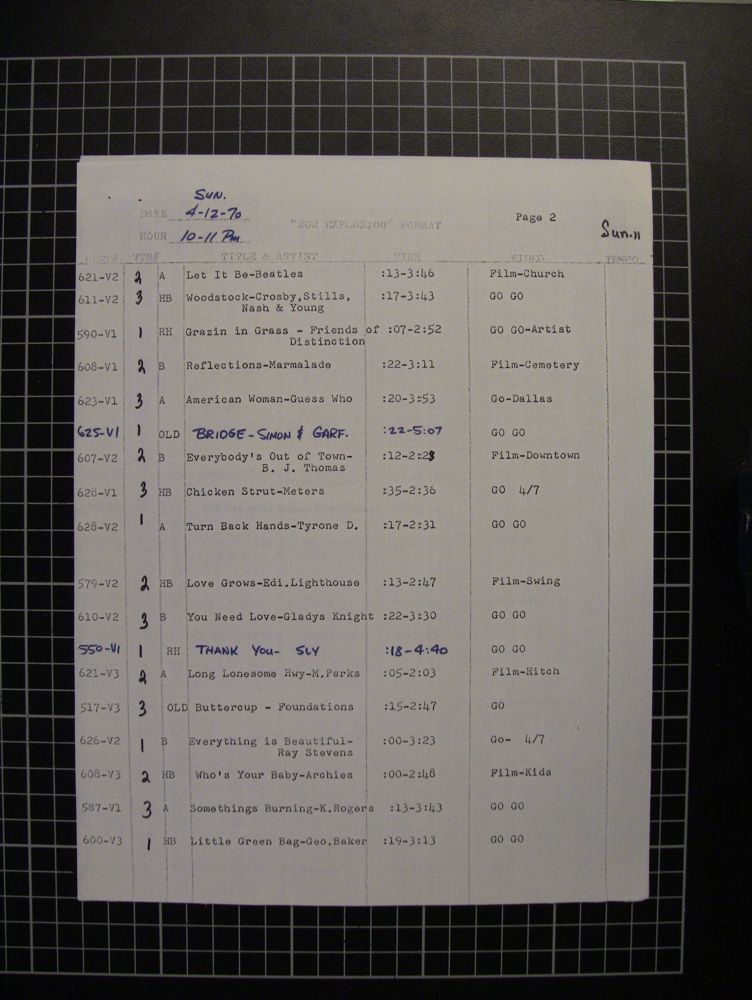 SUN.
DATE 4-12-70
"NOW EXPLOSION" FORMAT Page 2
HOUR 10-11 PM Sun.11
VTR# TITLE & ARTIST TIME VIDEO
621-V2 2 A Let It Be-Beatles :13-3:46 Film-Church
611-V2 3 HB Woodstock-Crosby,Stills, :17-3:43 GO GO
Nash & Young
590-V1 1 RH Grazin in Grass - Friends of :07-2:52 GO GO-Artist
Distinction
608-V1 2 B Reflections-Marmalade :22-3:11 Film-Cemetery
623-V1 3 A American Woman-Guess Who :20-3:53 Go-Dallas
625-V1 1 OLD BRIDGE - SIMON & GARF. :22-5:07 GO GO
607-V2 2 B Everybody's Out of Town- :12-2:23 Film-Downtown
B. J. Thomas
628-V1 3 HB Chicken Strut-Meters :35-2:36 GO 4/7
628-V2 1 A Turn Back Hands-Tyrone D. :17-2:31 GO GO
579-V2 2 HB Love Grows-Edi.Lighthouse :13-2:47 Film-Swing
610-V2 3 B You Need Love-Gladys Knight :22-3:30 GO GO
550-V1 1 RH THANK YOU- SLY :18-4:40 GO GO
621-V3 2 A Long Lonesome Hwy-M.Parks :05-2:03 Film-Hitch
517-V3 3 OLD Buttercup - Foundations :15-2:47 GO
626-V2 1 B Everything is Beautiful- :00-3:23 Go- 4/7
Ray Stevens
608-V3 2 HB Who's Your Baby-Archies :00-2:48 Film-Kids
587-V1 3 A Somethings Burning-K.Rogers :13-3:43 GO GO
600-V3 1 HB Little Green Bag-Geo.Baker :19-3:13 GO GO